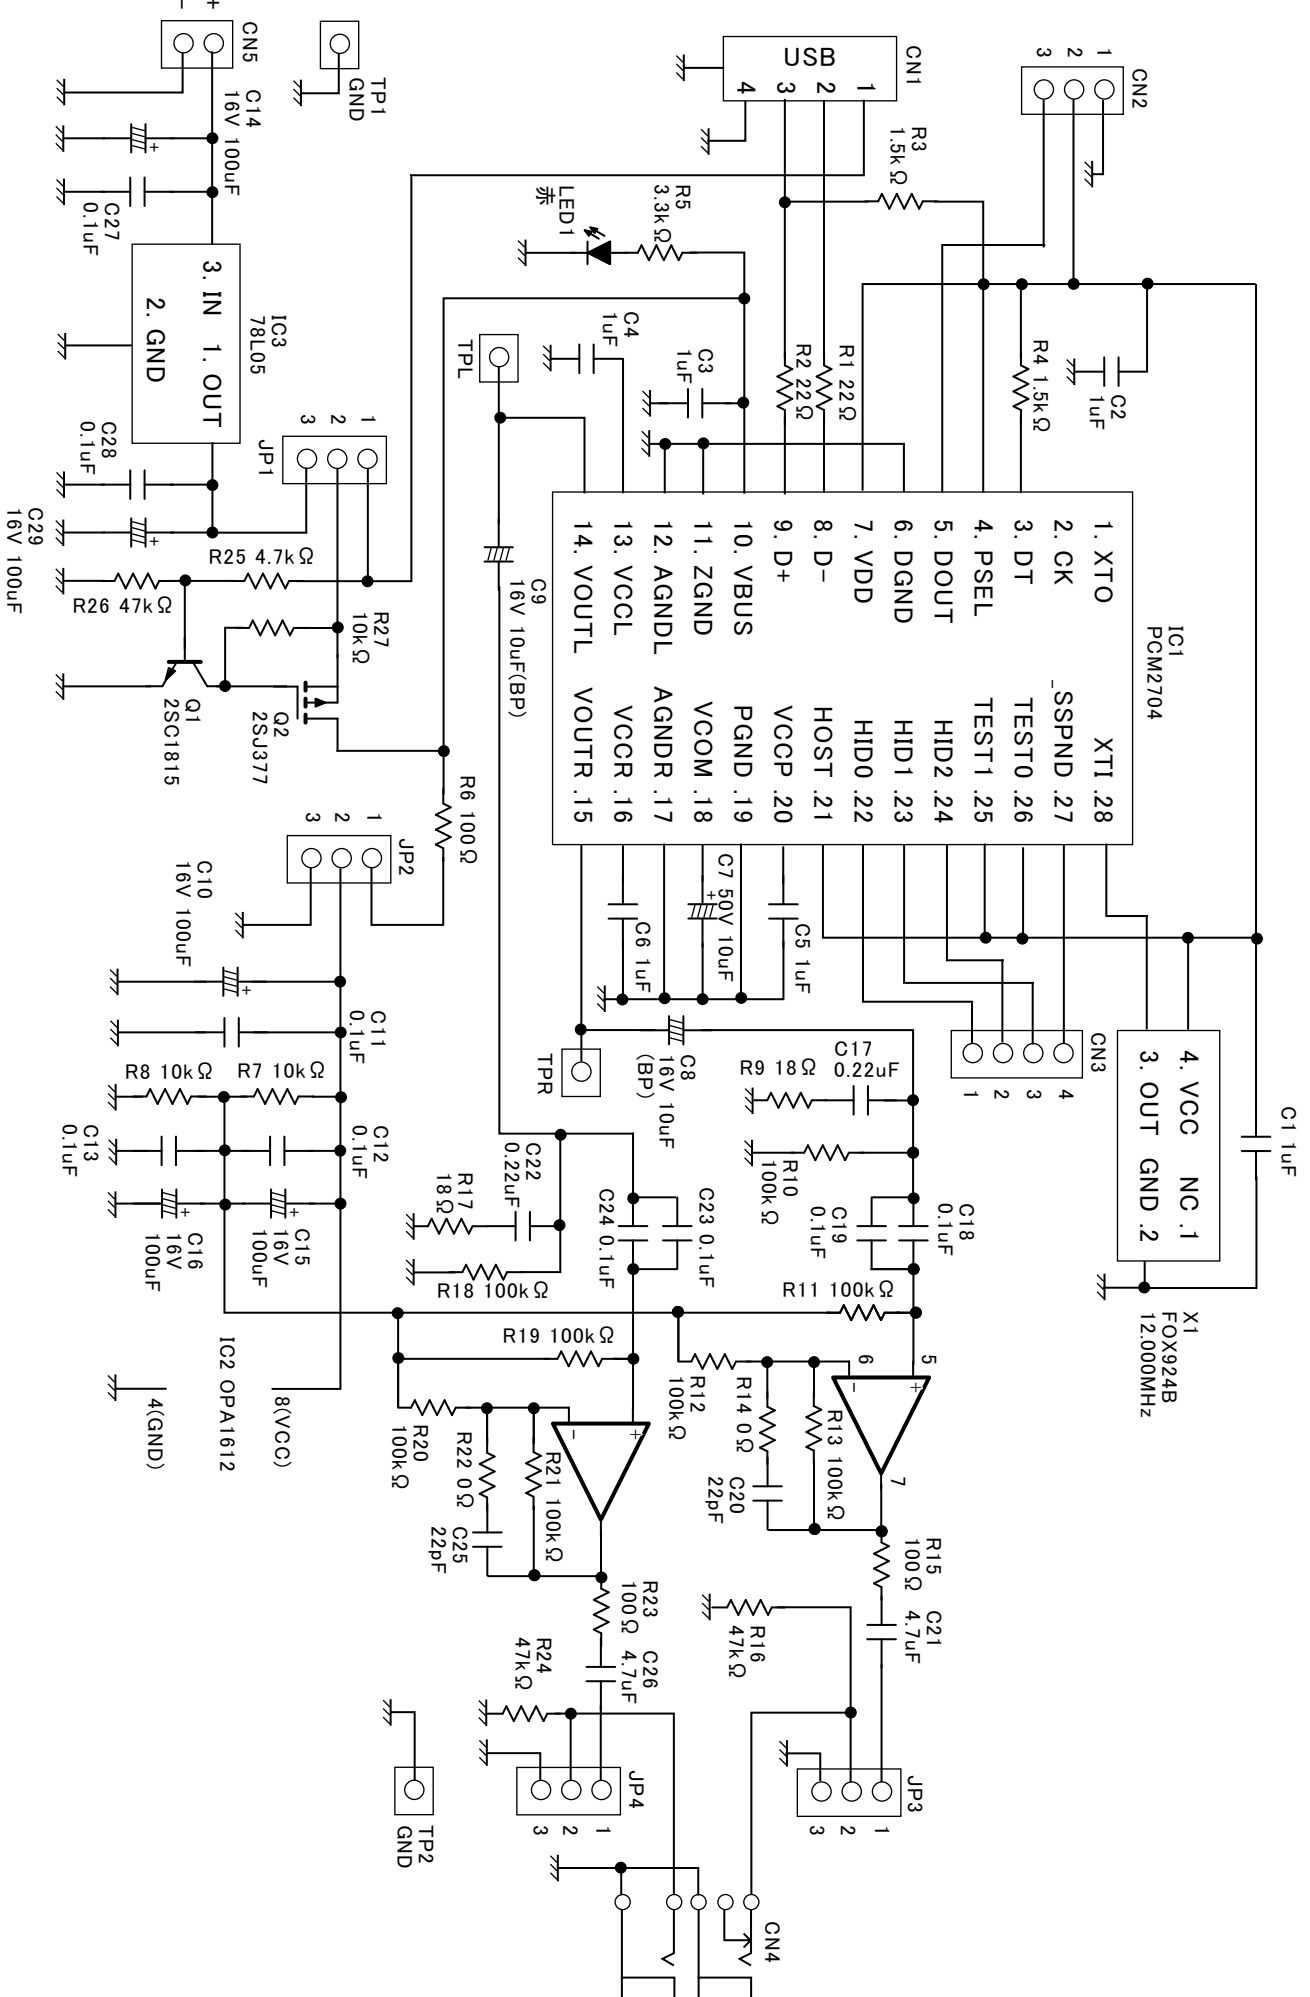 CN2
1
2
3
CN1
USB
1
2
3
4
TP1
GND
CN5
+
−
C14
16V 100uF
C27
0.1uF
IC3
78L05
3. IN 1. OUT
2. GND
C28
0.1uF
C29
16V 100uF
R3
1.5kΩ
R5
3.3kΩ
LED1
赤
R4 1.5kΩ
C2
1uF
R1 22Ω
R2 22Ω
C3
1uF
C4
1uF
TPL
JP1
1
2
3
R25 4.7kΩ
R26 47kΩ
R27
10kΩ
Q1
2SC1815
Q2
2SJ377
C9
16V 10uF(BP)
IC1
PCM2704
1. XTO XTI .28
2. CK _SSPND .27
3. DT TEST0 .26
4. PSEL TEST1 .25
5. DOUT HID2 .24
6. DGND HID1 .23
7. VDD HID0 .22
8. D- HOST .21
9. D+ VCCP .20
10. VBUS PGND .19
11. ZGND VCOM .18
12. AGNDL AGNDR .17
13. VCCL VCCR .16
14. VOUTL VOUTR .15
R6 100Ω
JP2
1
2
3
C10
16V 100uF
C11
0.1uF
R7 10kΩ
R8 10kΩ
C12
0.1uF
C13
0.1uF
C15
16V
100uF
C16
16V
100uF
IC2 OPA1612
8(VCC)
4(GND)
C5 1uF
C7 50V 10uF
+
C6 1uF
C8
16V 10uF
(BP)
TPR
CN3
4
3
2
1
4. VCC NC .1
3. OUT GND .2
X1
FOX924B
12.000MHz
C1 1uF
C17
0.22uF
R9 18Ω
R10
100kΩ
C18
0.1uF
C19
0.1uF
R11 100kΩ
C22
0.22uF
R17
18Ω
R18 100kΩ
C23 0.1uF
C24 0.1uF
R19 100kΩ
5
6
7
+
-
R12
100kΩ
R13 100kΩ
R14 0Ω
C20
22pF
R15
100Ω
C21
4.7uF
R16
47kΩ
+
-
R20
100kΩ
R21 100kΩ
R22 0Ω
C25
22pF
R23
100Ω
C26
4.7uF
R24
47kΩ
JP3
1
2
3
JP4
1
2
3
TP2
GND
CN4